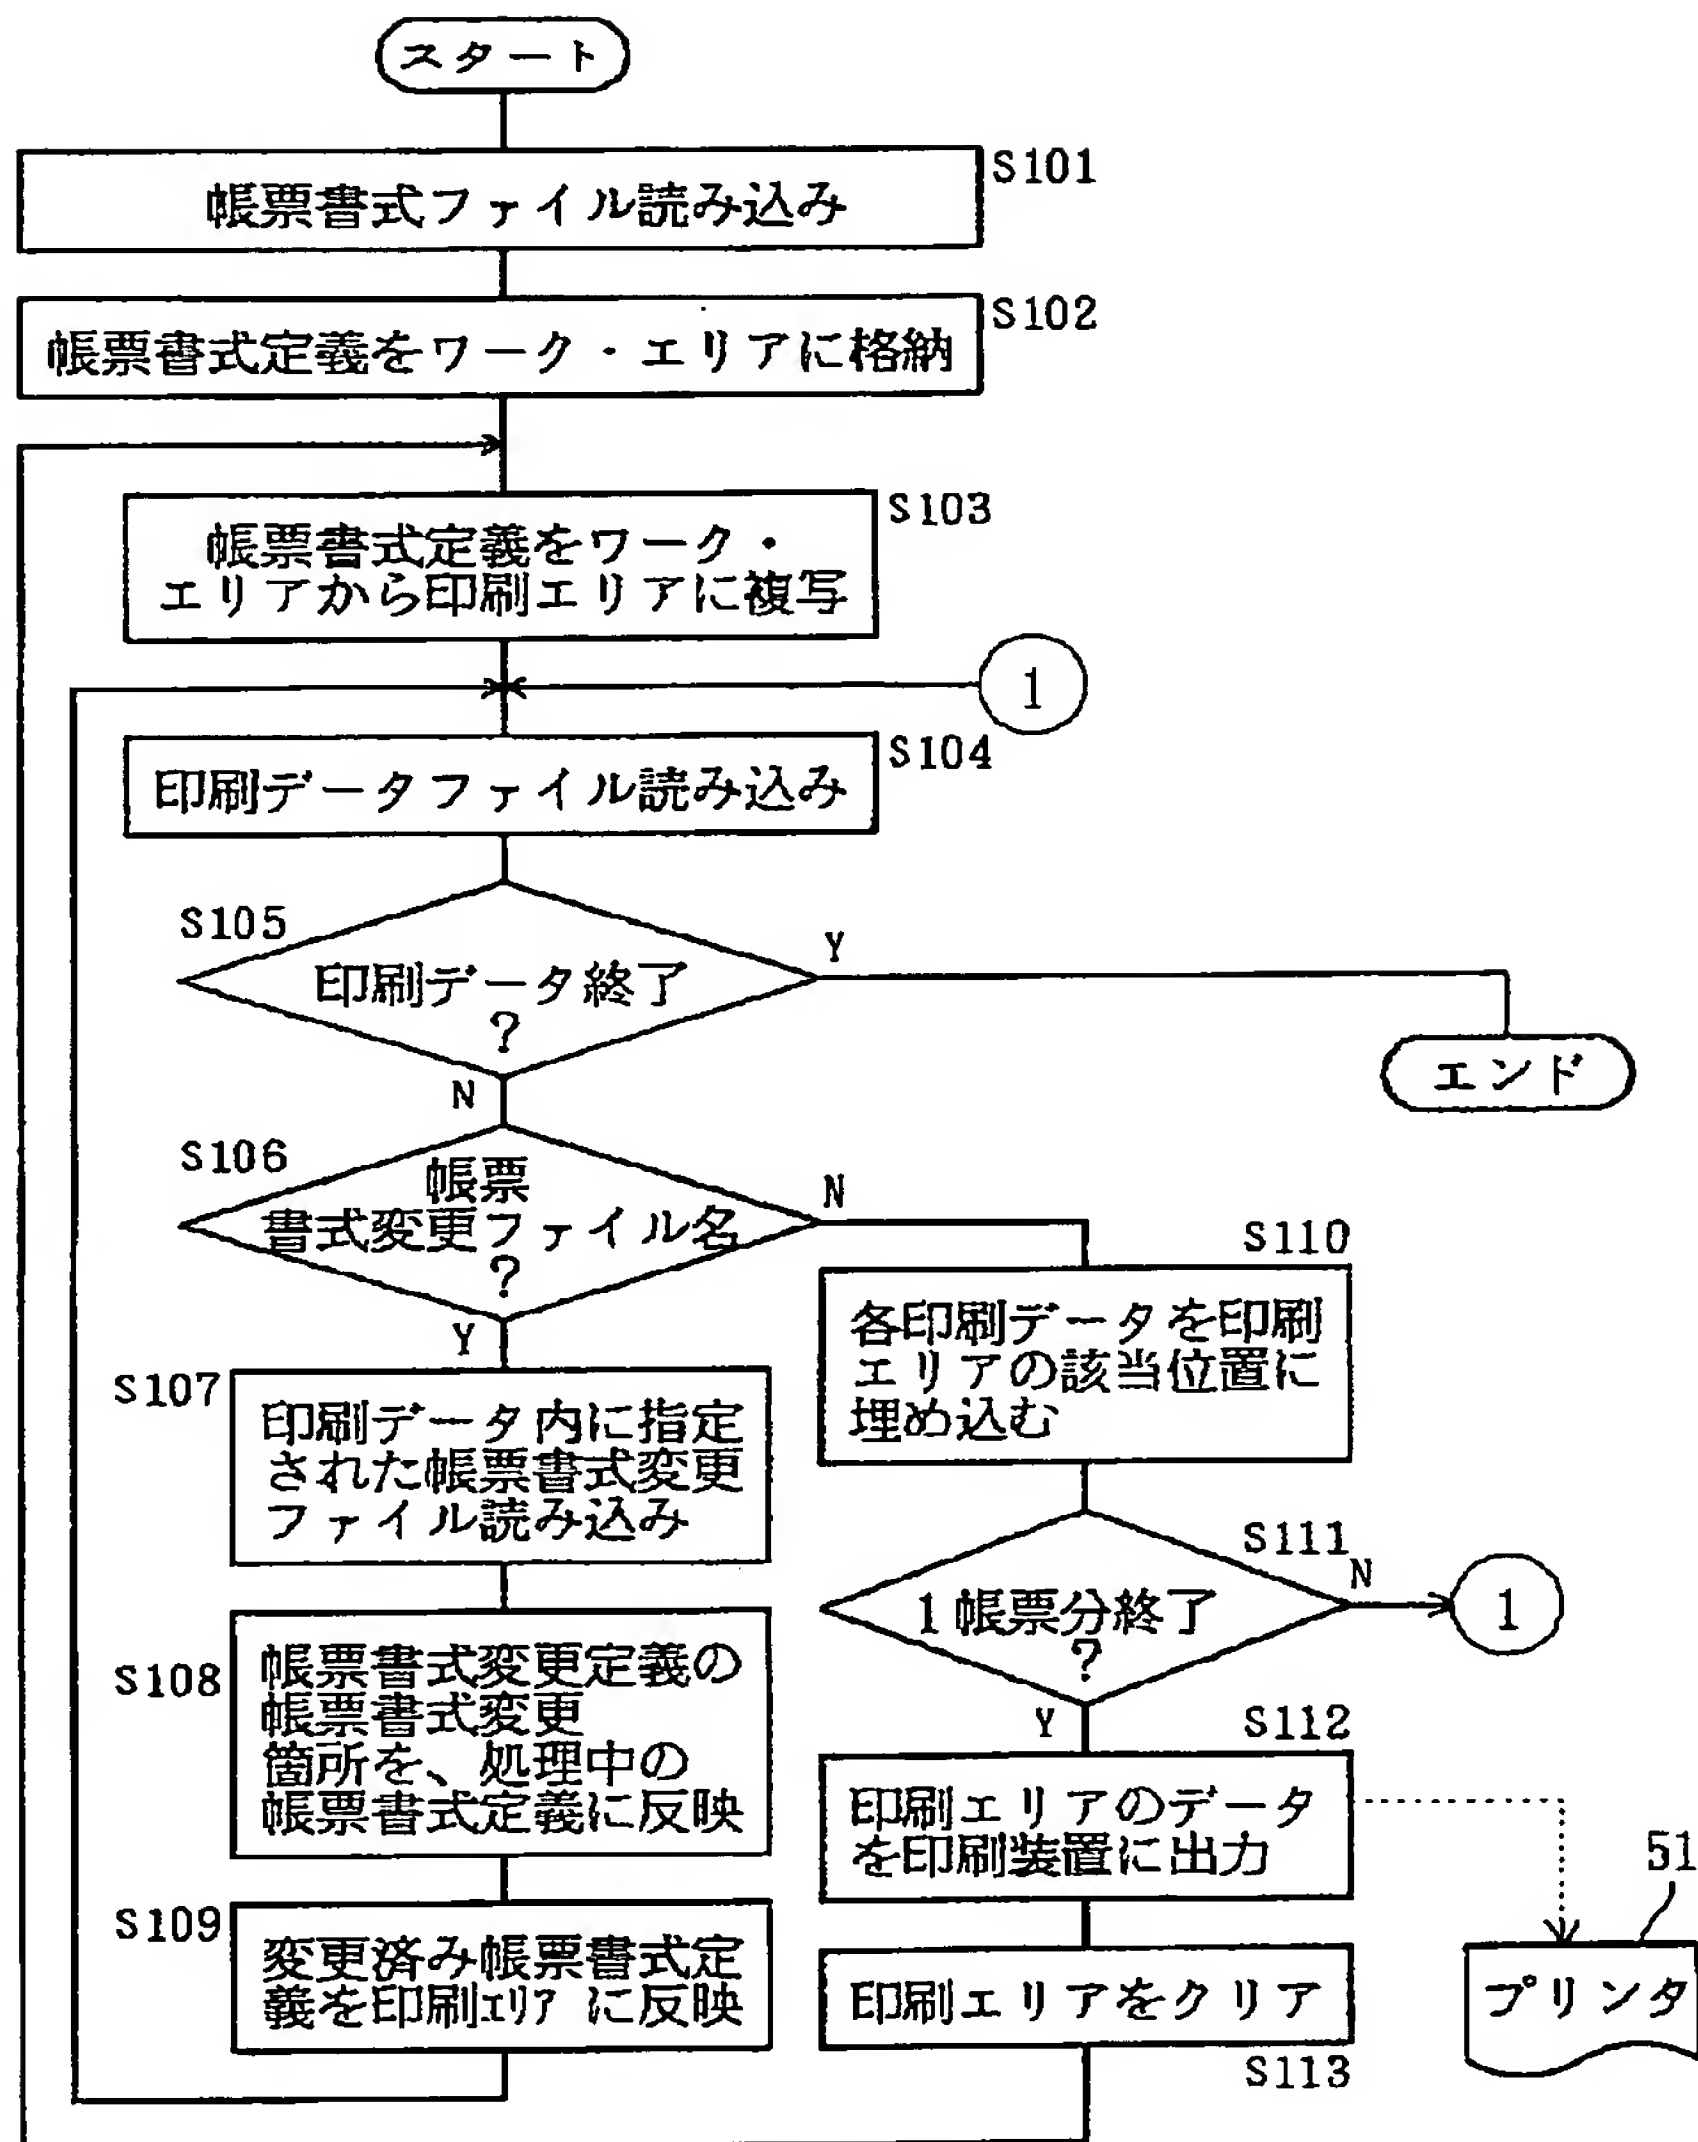 スタート
S101
帳票書式ファイル読み込み
S102
帳票書式定義をワーク・エリアに格納
S103
帳票書式定義をワーク・
エリアから印刷エリアに複写
1
S104
印刷データファイル読み込み
S105
印刷データ終了
?
Y
N
エンド
S106
帳票
書式変更ファイル名
?
N
Y
S107
印刷データ内に指定
された帳票書式変更
ファイル読み込み
S108
帳票書式変更定義の
帳票書式変更
箇所を、処理中の
帳票書式定義に反映
S109
変更済み帳票書式定
義を印刷エリアに反映
S110
各印刷データを印刷
エリアの該当位置に
埋め込む
S111
1帳票分終了
?
N
1
Y
S112
印刷エリアのデータ
を印刷装置に出力
51
プリンタ
印刷エリアをクリア
S113